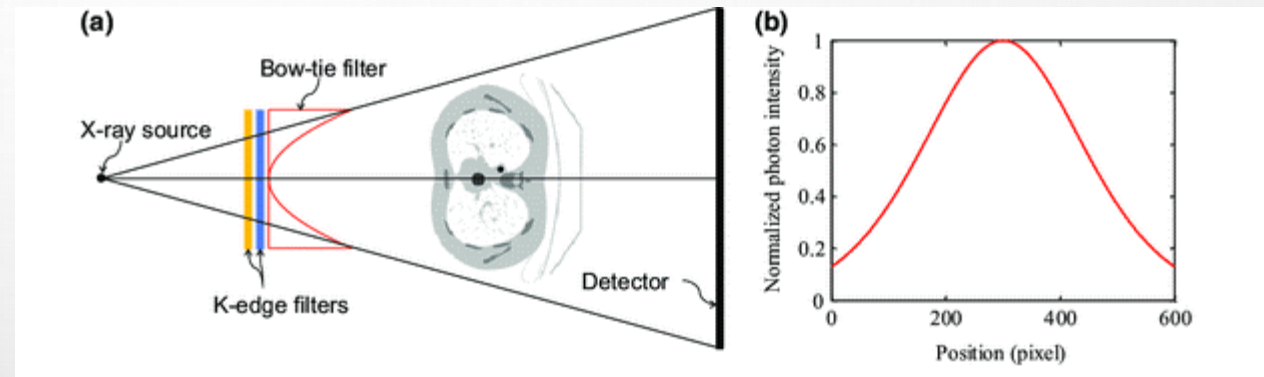 (a)
Bow-tie filter
X-ray source
K-edge filters
Detector
(b)
Normalized photon intensity
1
0.8
0.6
0.4
0.2
0
0 200 400 600
Position (pixel)